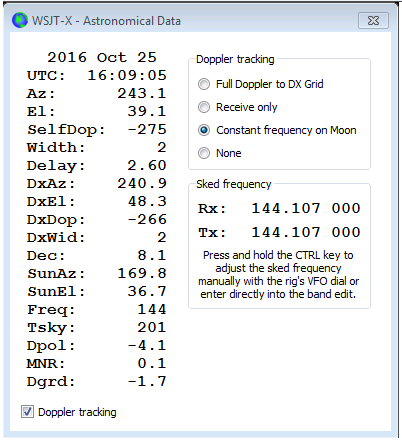 WSJT-X - Astronomical Data
2016 Oct 25
UTC: 16:09:05
Az: 243.1
El: 39.1
SelfDop: -275
Width: 2
Delay: 2.60
DxAz: 240.9
DxEl: 48.3
DxDop: -266
DxWid: 2
Dec: 8.1
SunAz: 169.8
SunEl: 36.7
Freq: 144
Tsky: 201
Dpol: -4.1
MNR: 0.1
Dgrd: -1.7
Doppler tracking
Full Doppler to DX Grid
Receive only
Constant frequency on Moon
None
Sked frequency
Rx: 144.107 000
Tx: 144.107 000
Press and hold the CTRL key to
adjust the sked frequency
manually with the rig's VFO dial or
enter directly into the band edit.
Doppler tracking